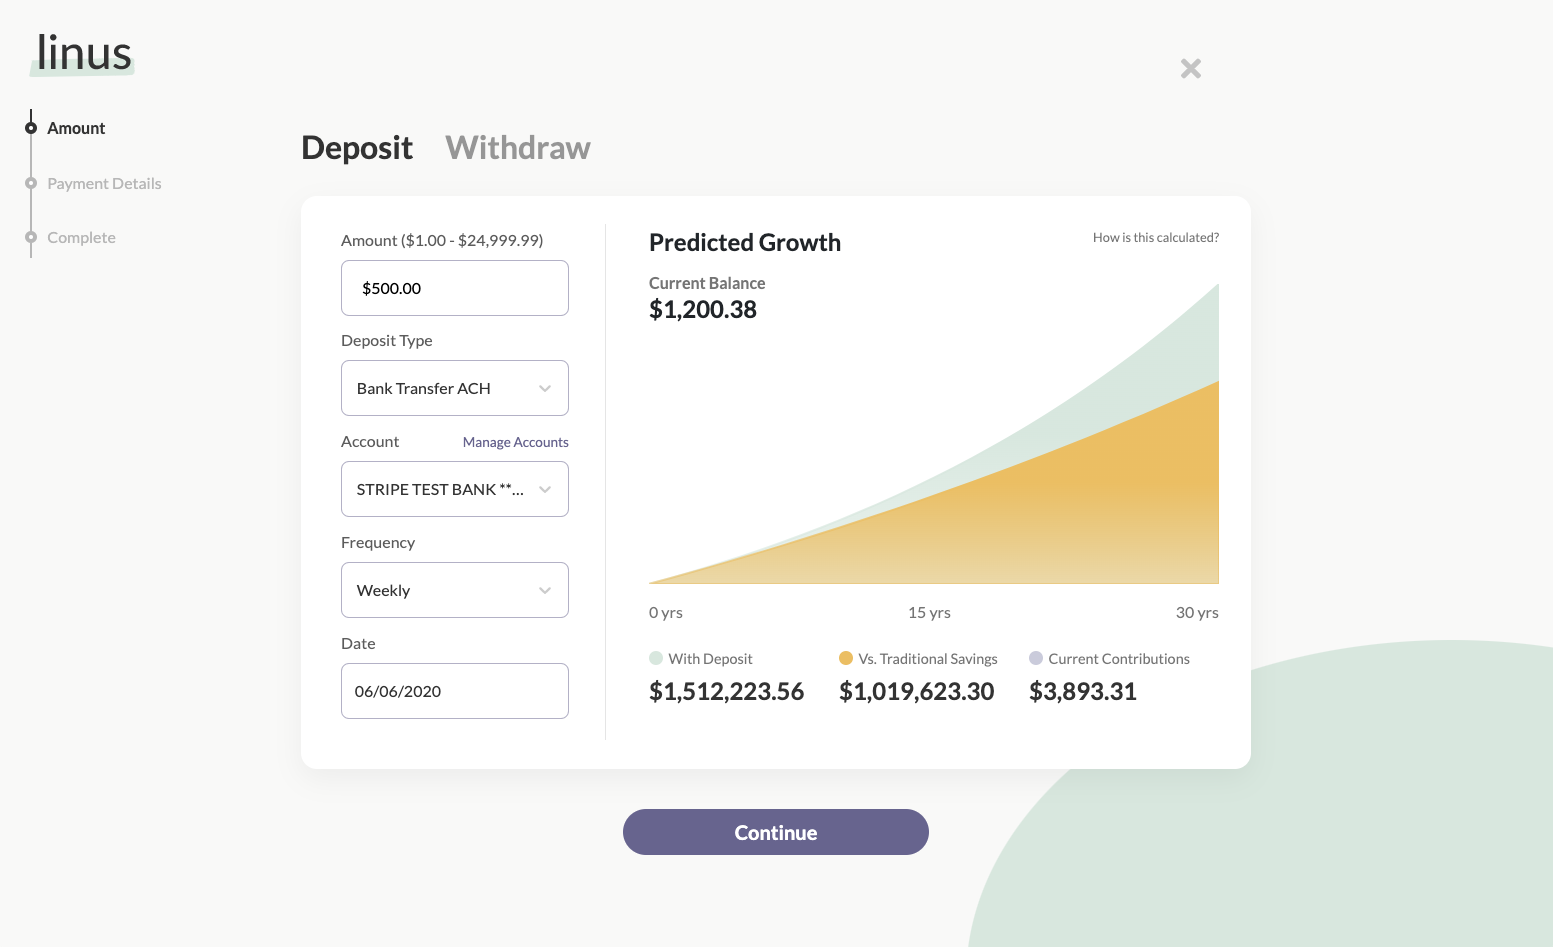 linus
Amount
Payment Details
Complete
Deposit Withdraw
Amount ($1.00 - $24,999.99)
$500.00
Deposit Type
Bank Transfer ACH
Account Manage Accounts
STRIPE TEST BANK **...
Frequency
Weekly
Date
06/06/2020
Predicted Growth How is this calculated?
Current Balance
$1,200.38
0 yrs 15 yrs 30 yrs
With Deposit Vs. Traditional Savings Current Contributions
$1,512,223.56 $1,019,623.30 $3,893.31
Continue